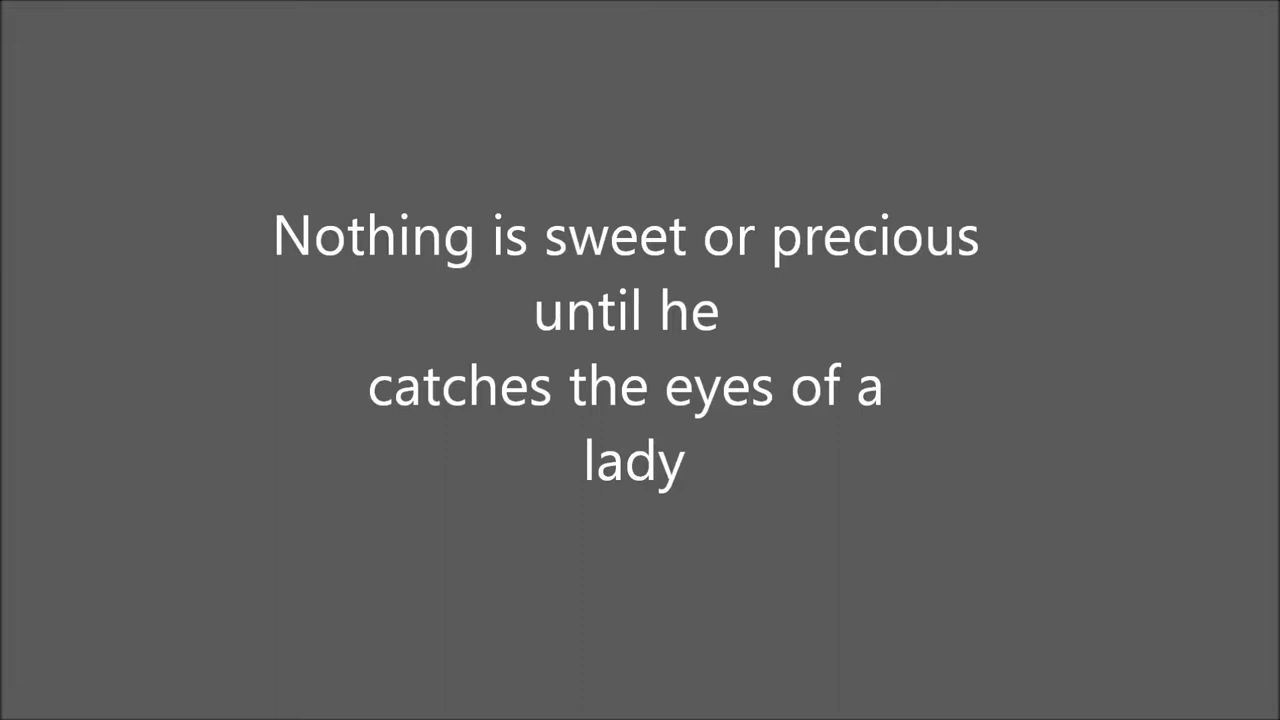 Nothing is sweet or precious
until he
catches the eyes of a
lady